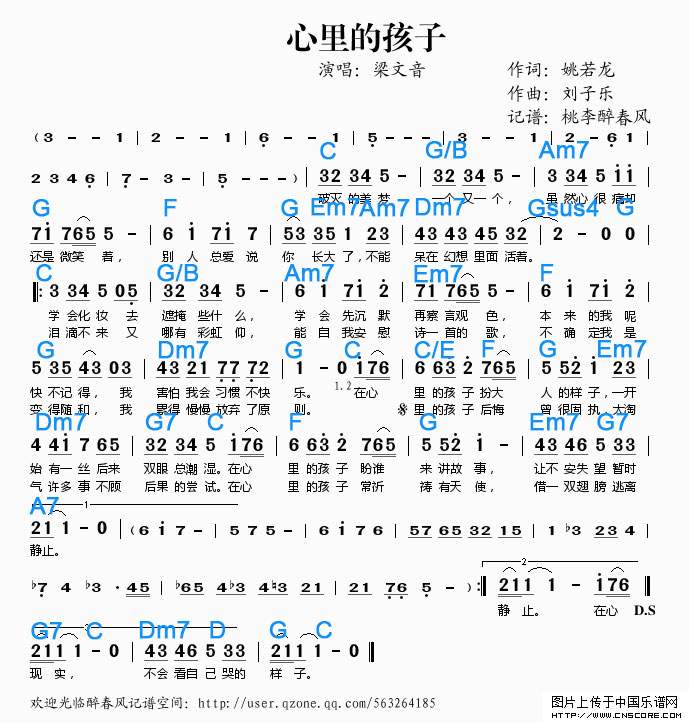 心里的孩子
演唱：梁文音
作词：姚若龙
作曲：刘子乐
记谱：桃李醉春风
(3 - - 1 | 2 - - 1 | 6 - - 1 | 5 - - - | 3 - - 1 | 2 - 6 1 |
C G/B Am7
2 3 4 6 | 7 - 3 - | 5 - - - ) | 32 34 5 - | 32 34 5 - | 3 34 5 11 |
破灭的美梦 一个又一个， 虽然心很痛却
G F G Em7 Am7 Dm7 Gsus4 G
71 765 5 - | 6 1 71 7 | 53 35 1 23 | 43 43 45 32 | 2 - 0 0 |
还是微笑着， 别人总爱说 你长大了，不能 呆在幻想里面活着。
C G/B Am7 Em7 F
3 34 5 05 | 32 34 5 - | 3 34 5 2 | 71 765 5 - | 6 1 71 2 |
学会化妆去 遮掩些什么， 学会先沉默 再察言观色， 本来的我呢
泪滴不来又 哪有彩虹仰， 能自我安慰 诗一首的歌， 不确定我是
G Dm7 G C C/E F G Em7
5 35 43 03 | 43 21 77 72 | 1 - 0 176 | 6 63 2 765 | 5 52 1 23 |
快不记得，我 害怕我会习惯不快 乐。在心 里的孩子扮大 人的样子，一开
1.2
变得随和，我 累得慢慢放弃了原 则。 里的孩子后悔 曾很固执太淘
Dm7 G7 C F G Em7 G7
4 41 71 65 | 32 34 5 176 | 6 63 2 765 | 5 52 1 - | 43 46 5 33 |
始有一丝后来 双眼总潮湿。在心 里的孩子盼谁 来讲故事， 让不安失望暂时
气许多事不顾 后果的尝试。在心 里的孩子常祈 祷有天使， 借一双翅膀逃离
A7 1
21 1 - 0 | (6 1 7 - | 5 7 5 - | 6 1 7 6 | 57 65 32 15 | 1 b3 23 4 |
静止。
b7 4 b3 · 45 | b65 4b3 4♮3 21 | 21 2 76 5 | 5 - - - ) :|| 211 1 - 176 ||
2
静止。 在心 D.S
G7 C 3 Dm7 D G C
211 1 - 0 | 43 46 5 33 | 211 1 - 0 ||
现实， 不会看自己哭的 样子。
欢迎光临醉春风记谱空间：http://user.qzone.qq.com/563264185
图片上传于中国乐谱网
WWW.CNSCORE.COM